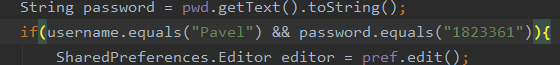 String password = pwd.getText().toString();
if(username.equals("Pavel") && password.equals("1823361")){
SharedPreferences.Editor editor = pref.edit();